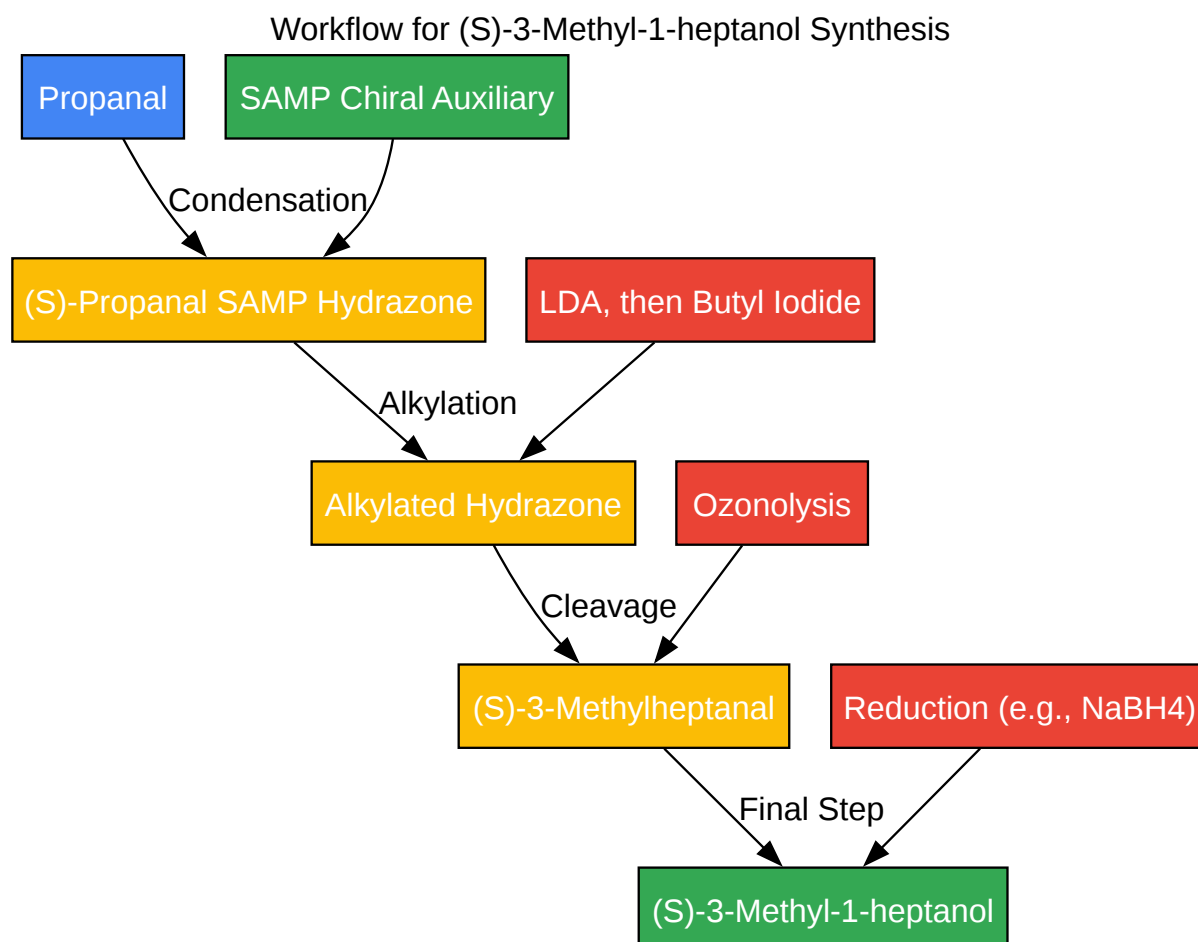 Workflow for (S)-3-Methyl-1-heptanol Synthesis
Propanal
SAMP Chiral Auxiliary
Condensation
(S)-Propanal SAMP Hydrazone
LDA, then Butyl Iodide
Alkylation
Alkylated Hydrazone
Ozonolysis
Cleavage
(S)-3-Methylheptanal
Reduction (e.g., NaBH4)
Final Step
(S)-3-Methyl-1-heptanol